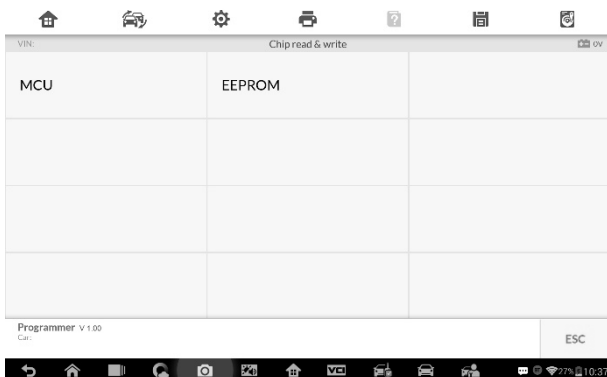 VIN: Chip read & write 0V
MCU EEPROM
Programmer V 1.00
Car:
ESC
27% 10:37